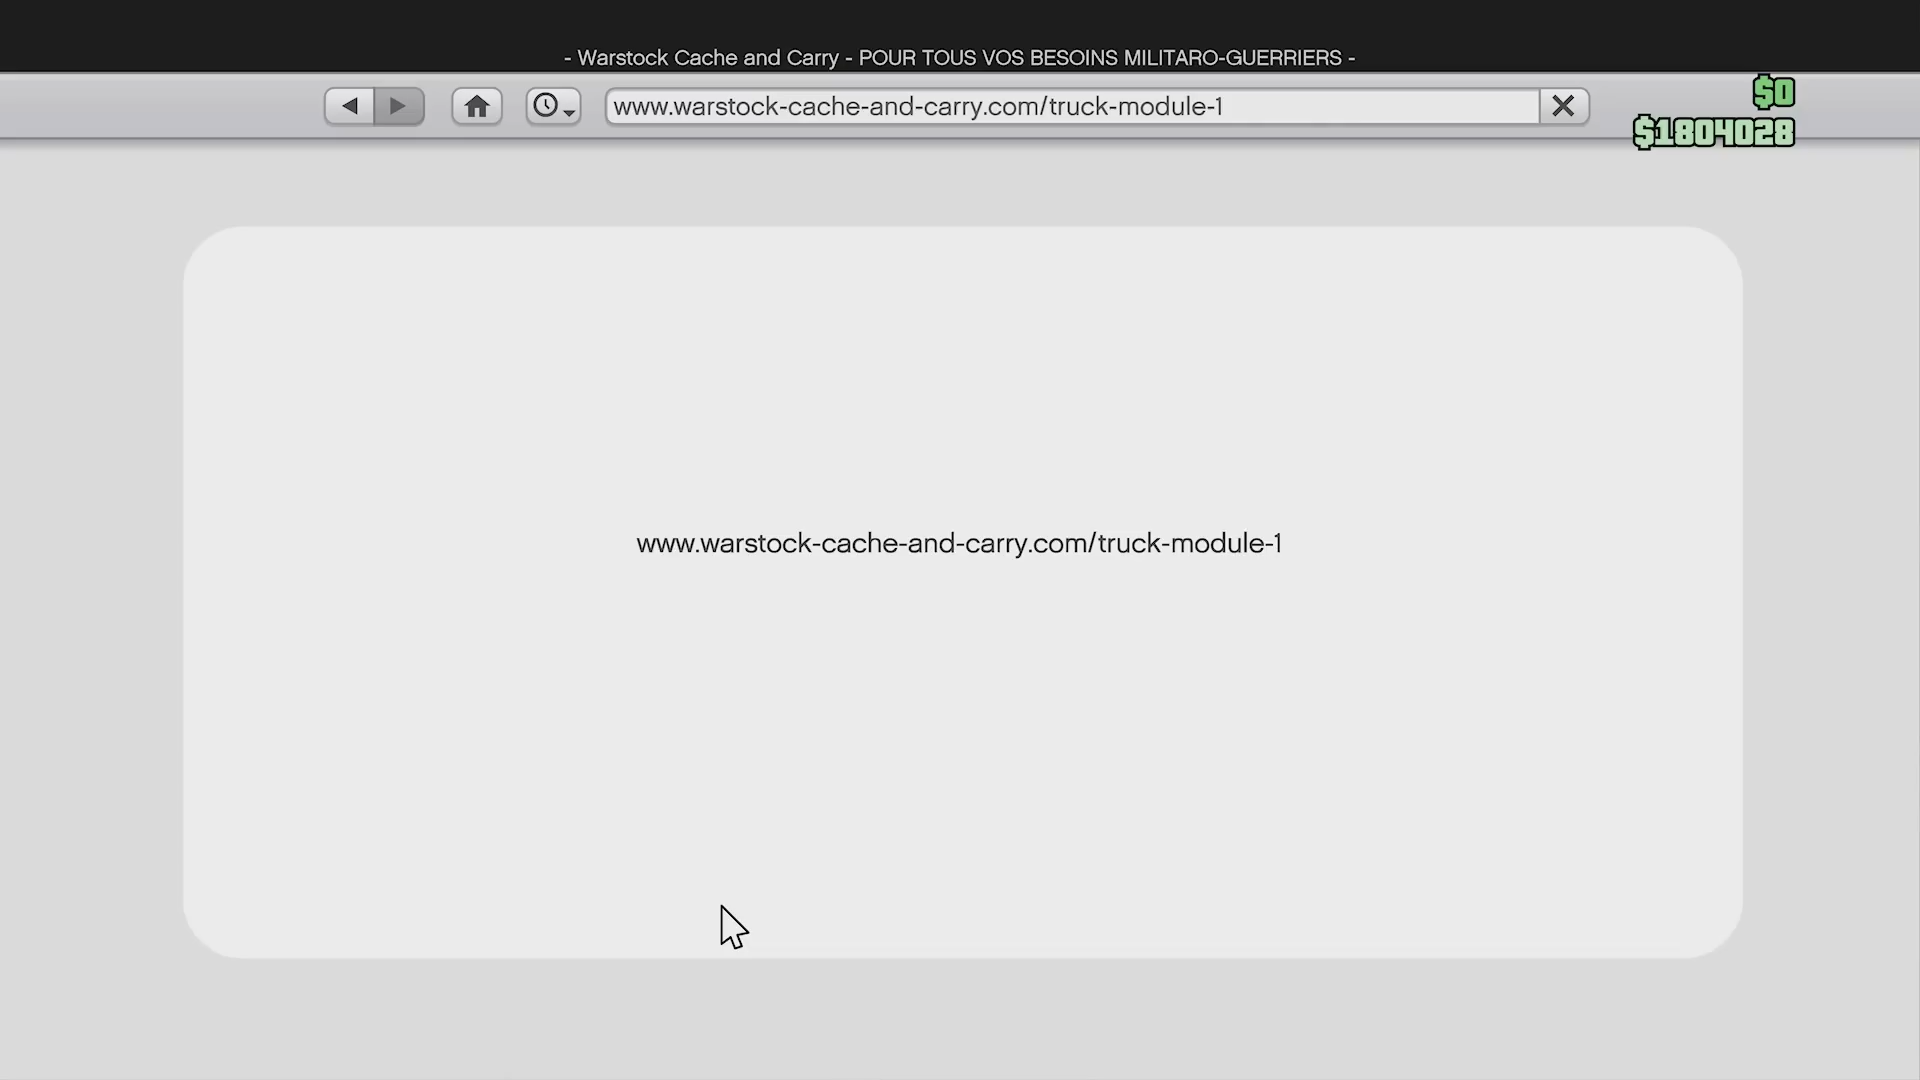 - Warstock Cache and Carry - POUR TOUS VOS BESOINS MILITARO-GUERRIERS -
www.warstock-cache-and-carry.com/truck-module-1
$0
$1804028
www.warstock-cache-and-carry.com/truck-module-1